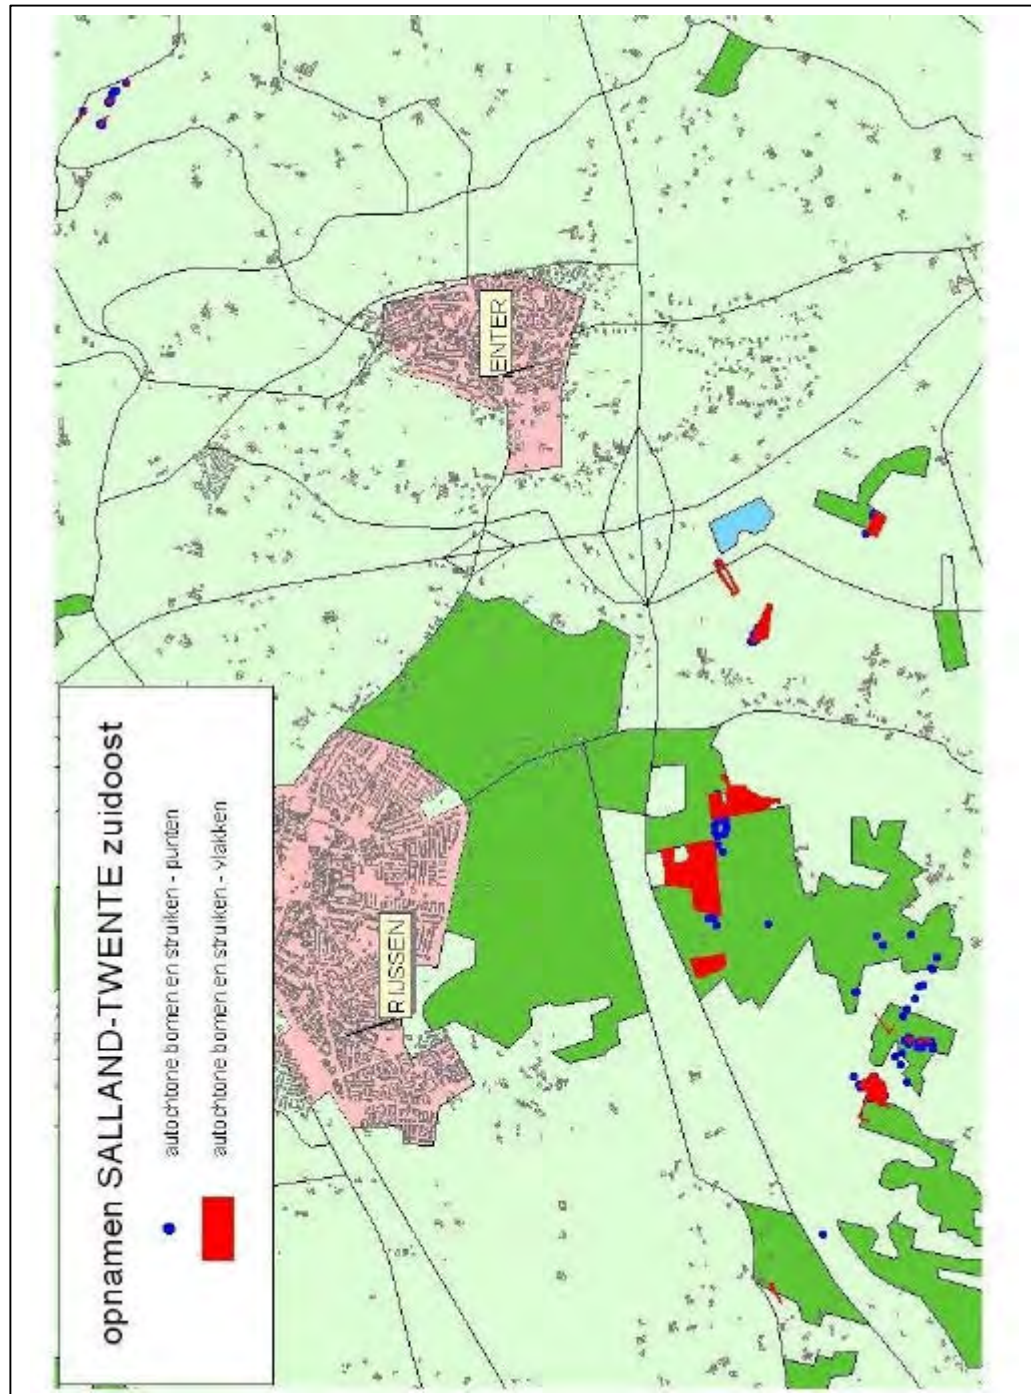 opnamen SALLAND-TWENTE zuidoost
autochtone bomen en struiken - punten
autochtone bomen en struiken - vlakken
RIJSSEN
ENTER